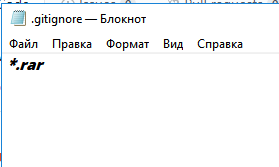 .gitignore — Блокнот
Файл Правка Формат Вид Справка
*.rar